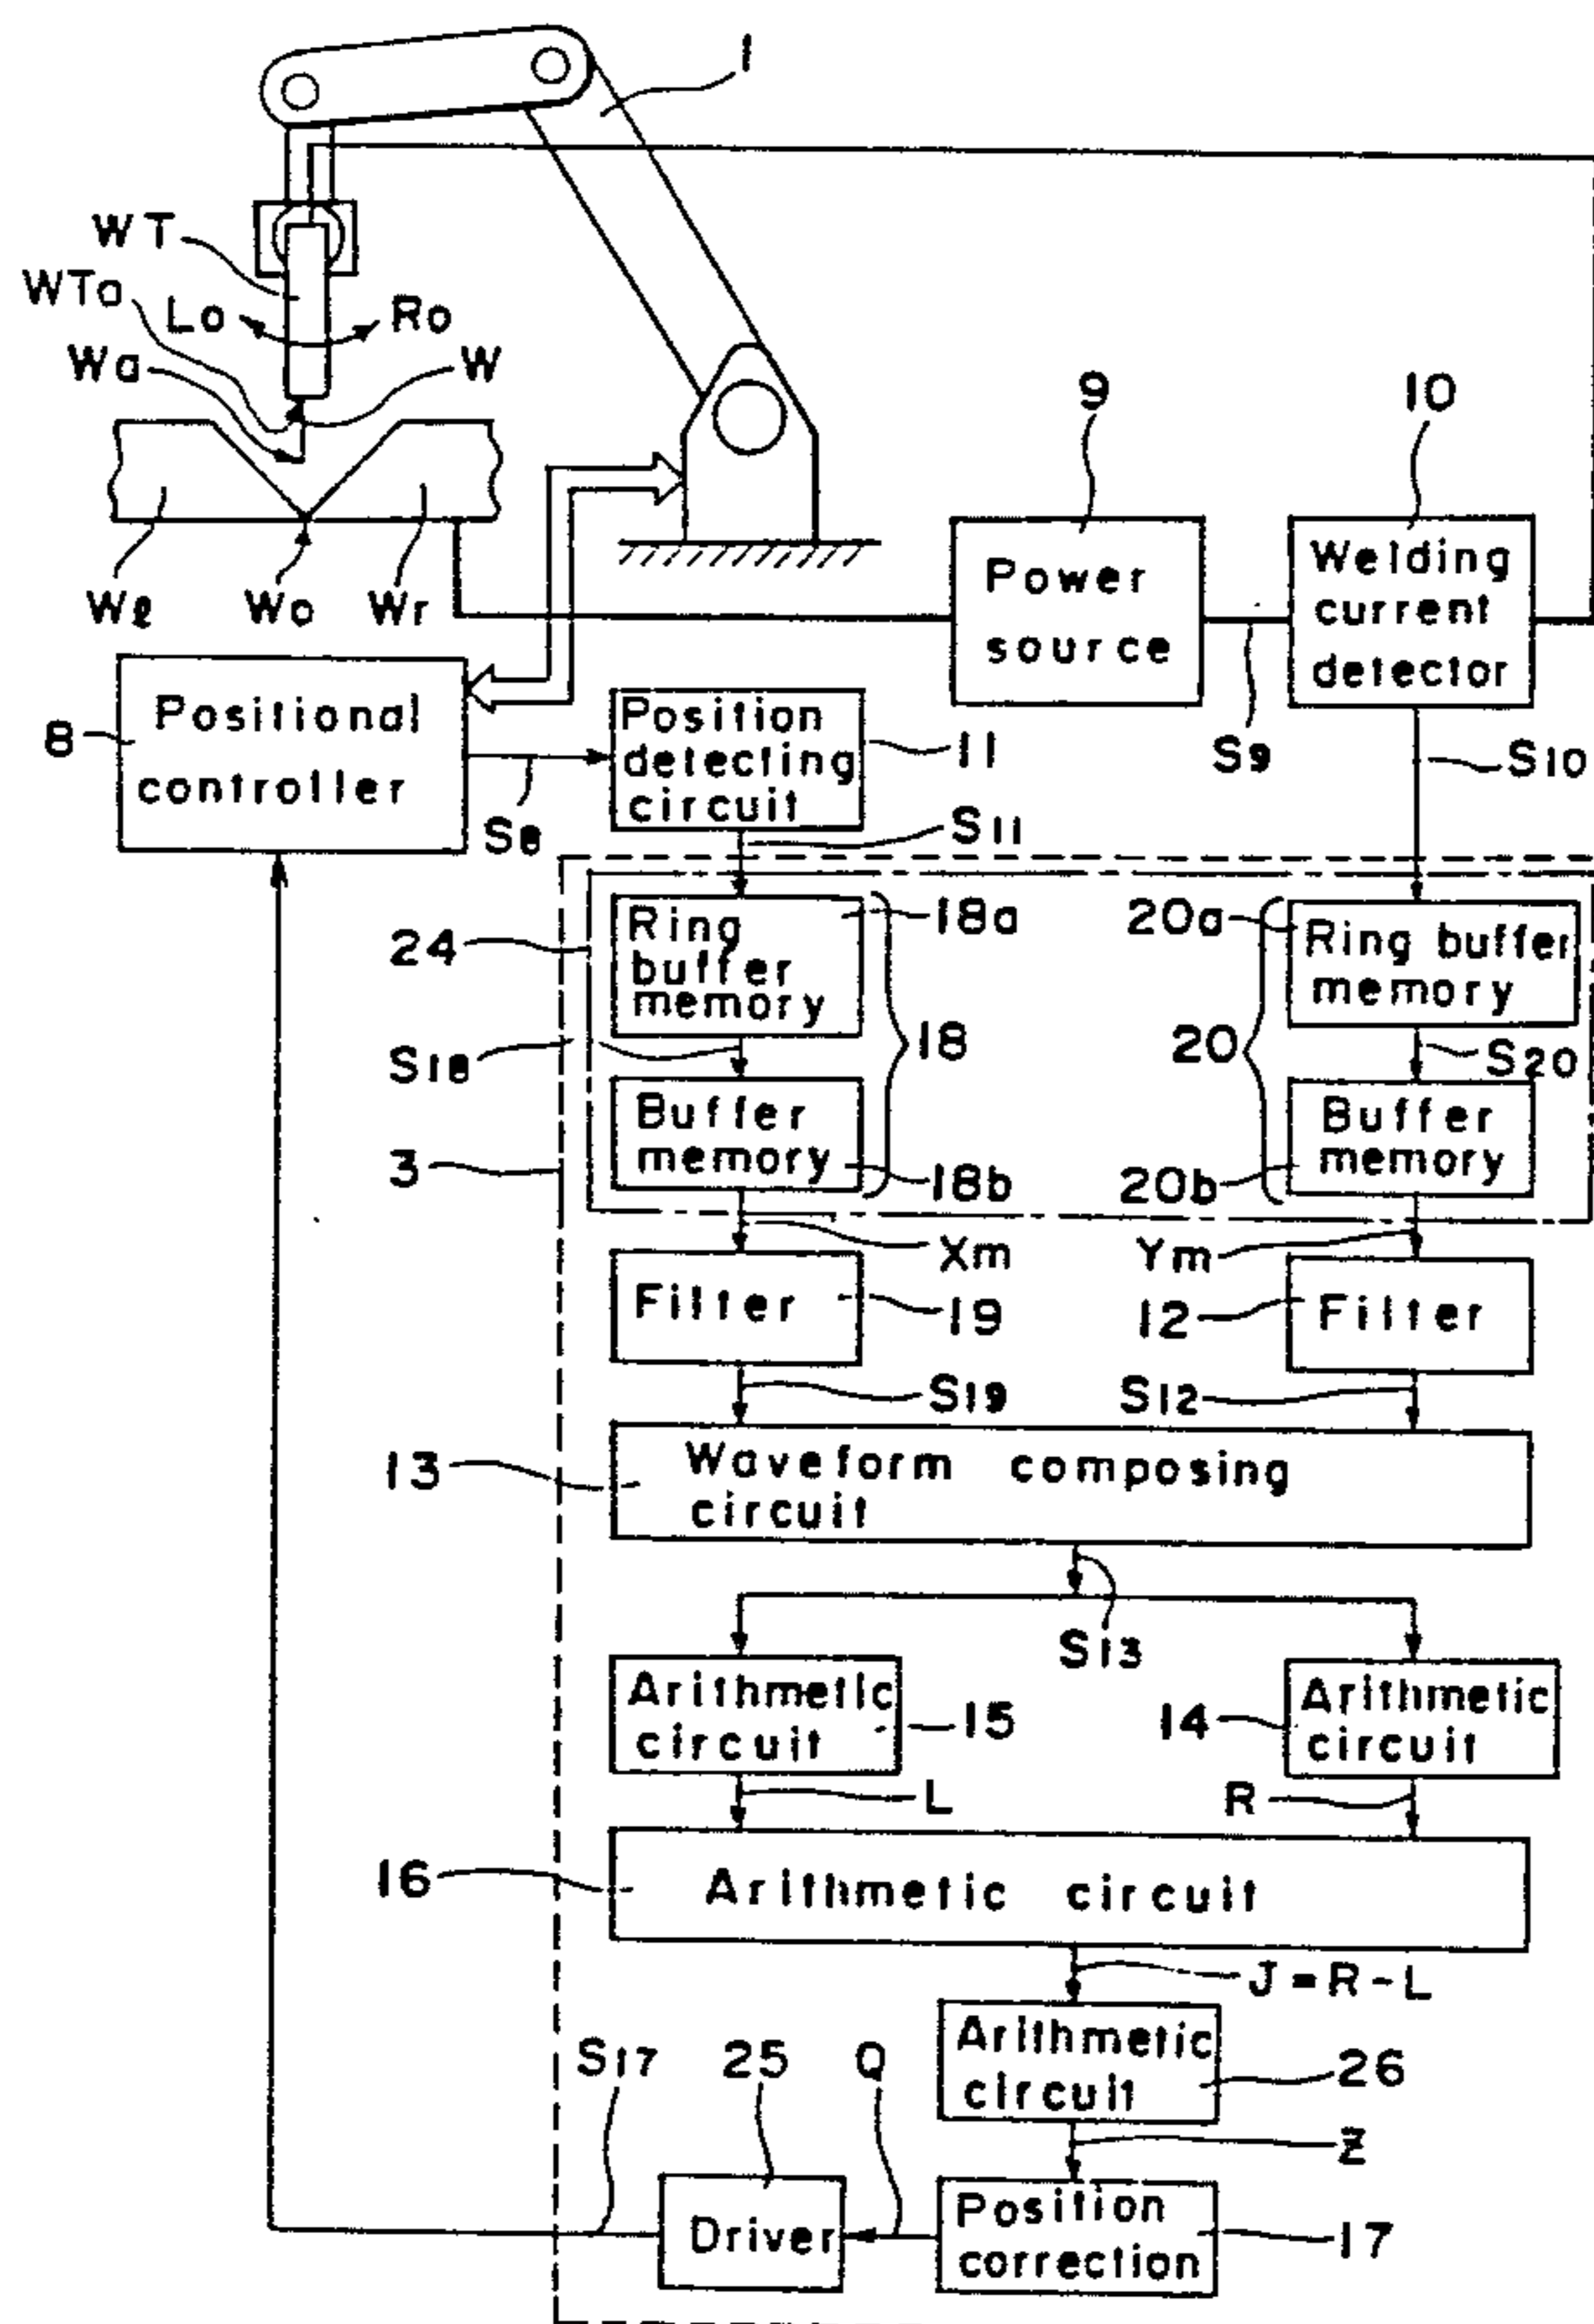 1
WT
WTa
Lo
Ro
Wa
W
9
10
Wℓ
Wo
Wr
Power
source
Welding
current
detector
8
Positional
controller
Position
detecting
circuit
11
S9
S10
S8
S11
24
Ring
buffer
memory
18a
20a
Ring buffer
memory
18
20
S18
S20
3
Buffer
memory
18b
20b
Buffer
memory
Xm
Ym
Filter
19
12
Filter
S19
S12
13
Waveform composing
circuit
S13
Arithmetic
circuit
15
14
Arithmetic
circuit
L
R
16
Arithmetic circuit
J=R-L
S17
25
Q
Arithmetic
circuit
26
Z
Driver
Position
correction
17